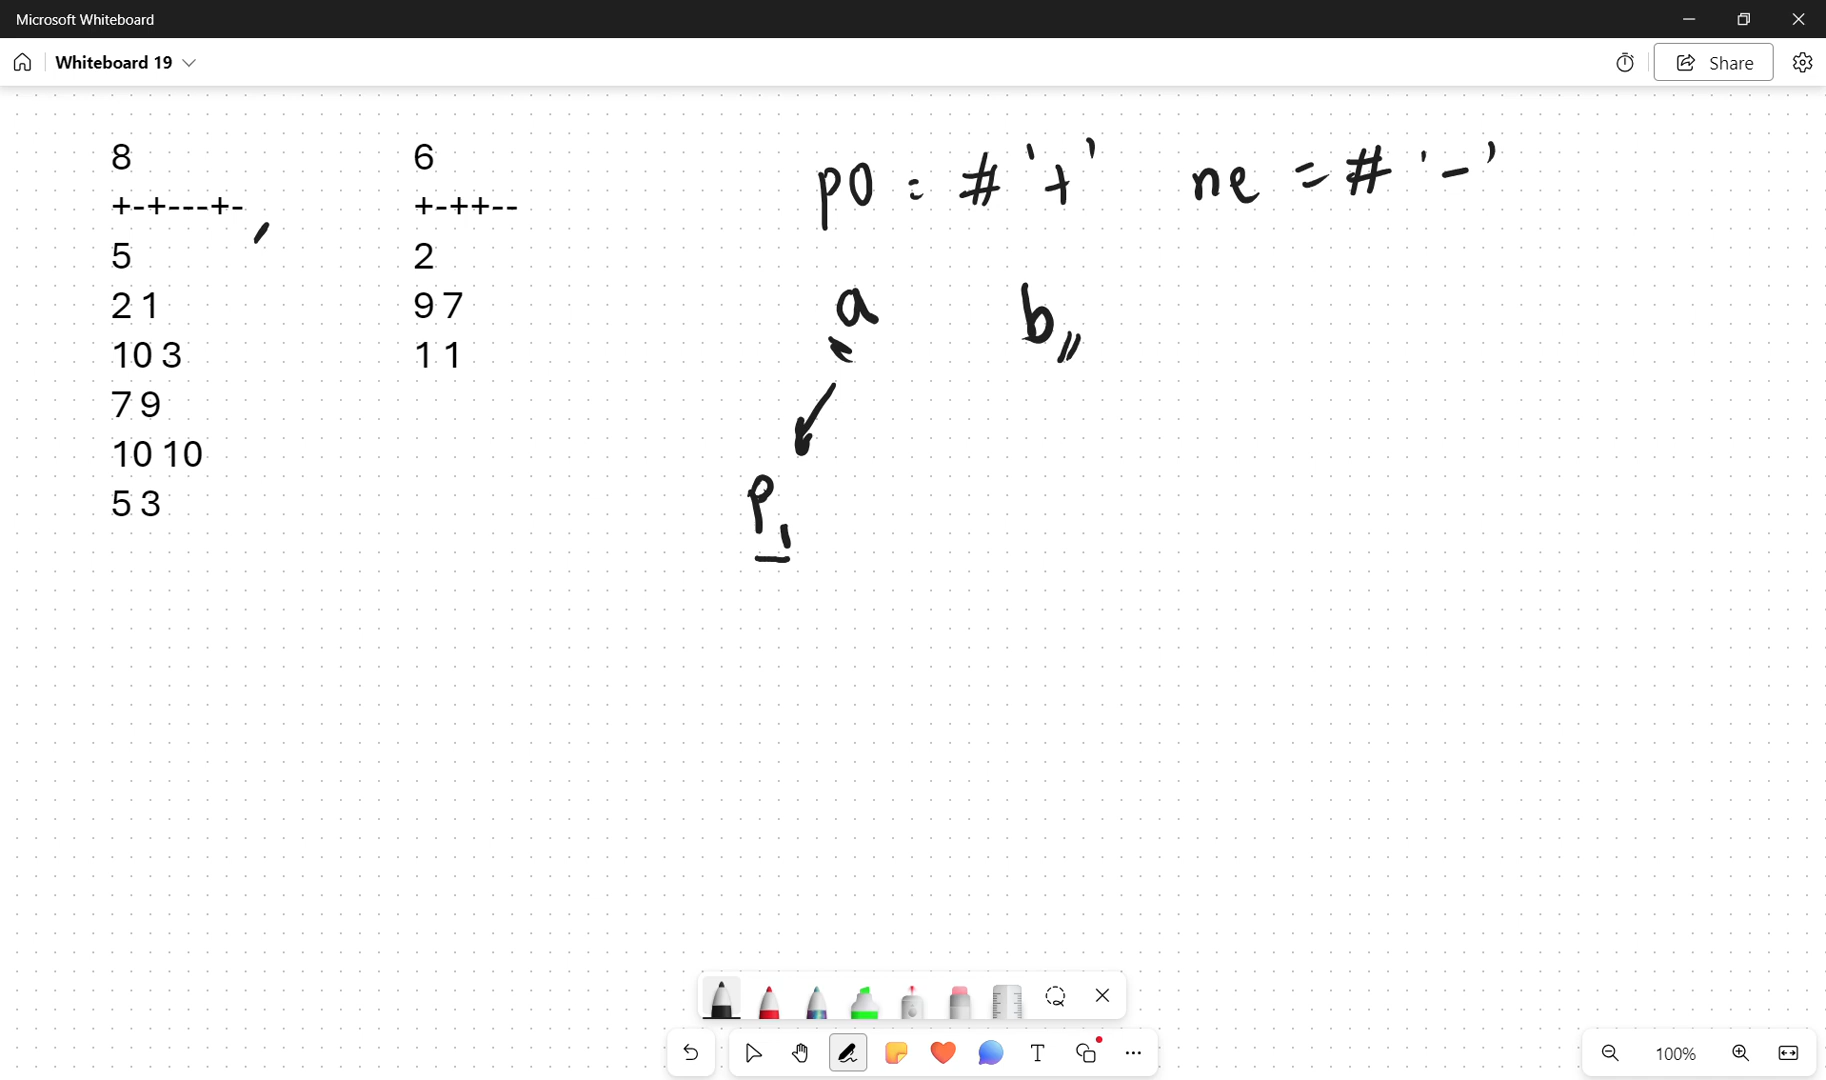 Microsoft Whiteboard
Whiteboard 19
Share
8
+-+---+-
5
2 1
10 3
7 9
10 10
5 3
6
+-++--
2
9 7
1 1
po = # '+' ne = # '-'
a b
P1
T
100%